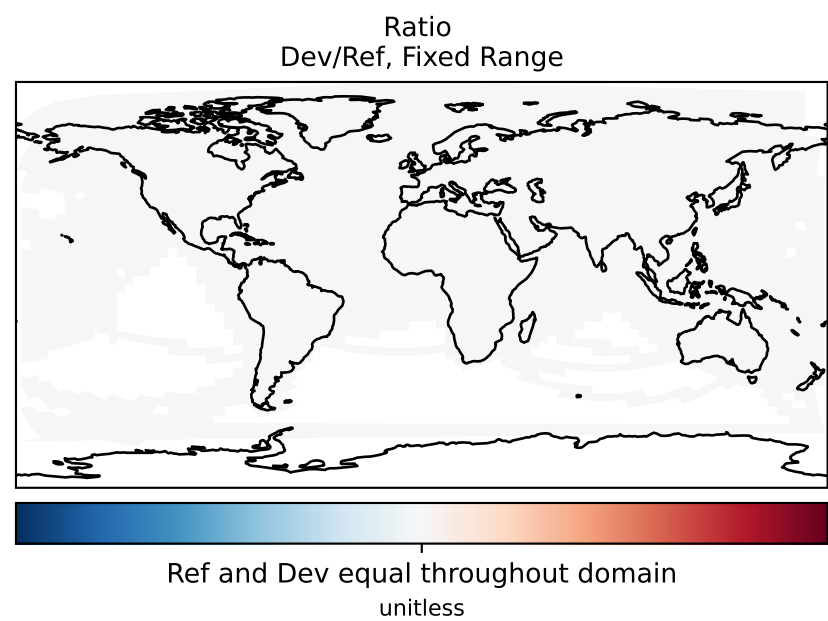 Ratio
Dev/Ref, Fixed Range
Ref and Dev equal throughout domain
unitless